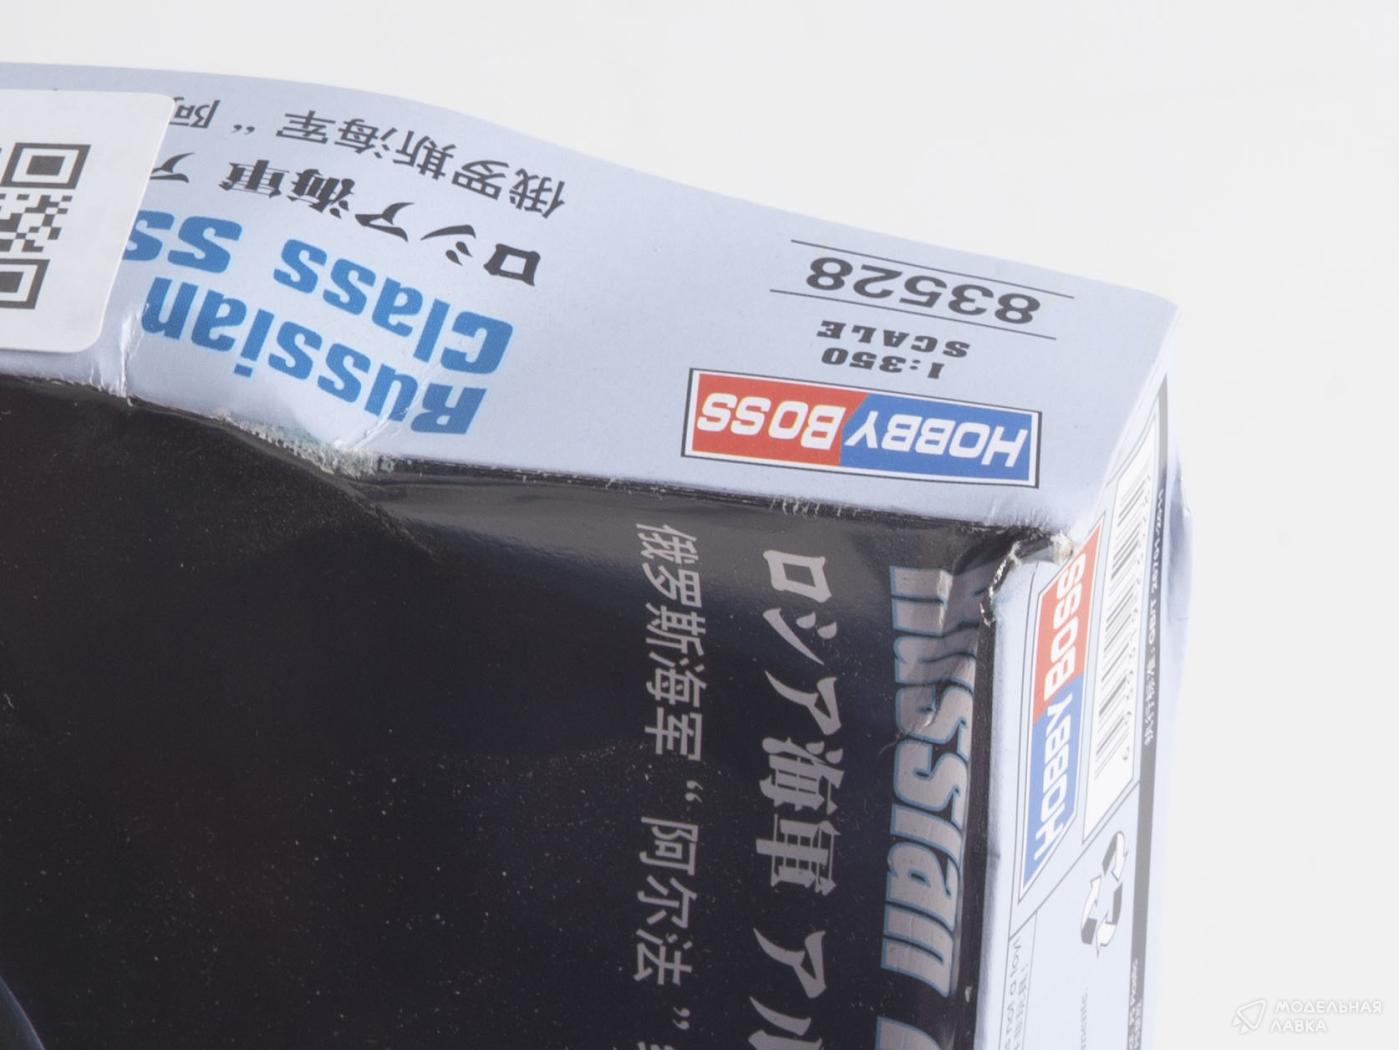 HOBBY BOSS
1:350
SCALE
83528
Russian
Class SS
ロシア海軍 ア
俄罗斯海军 “ 阿
Russian
ロシア海軍 アル
俄罗斯海军 “ 阿尔法 ”
HOBBY BOSS
МОДЕЛЬНАЯ
ЛАВКА